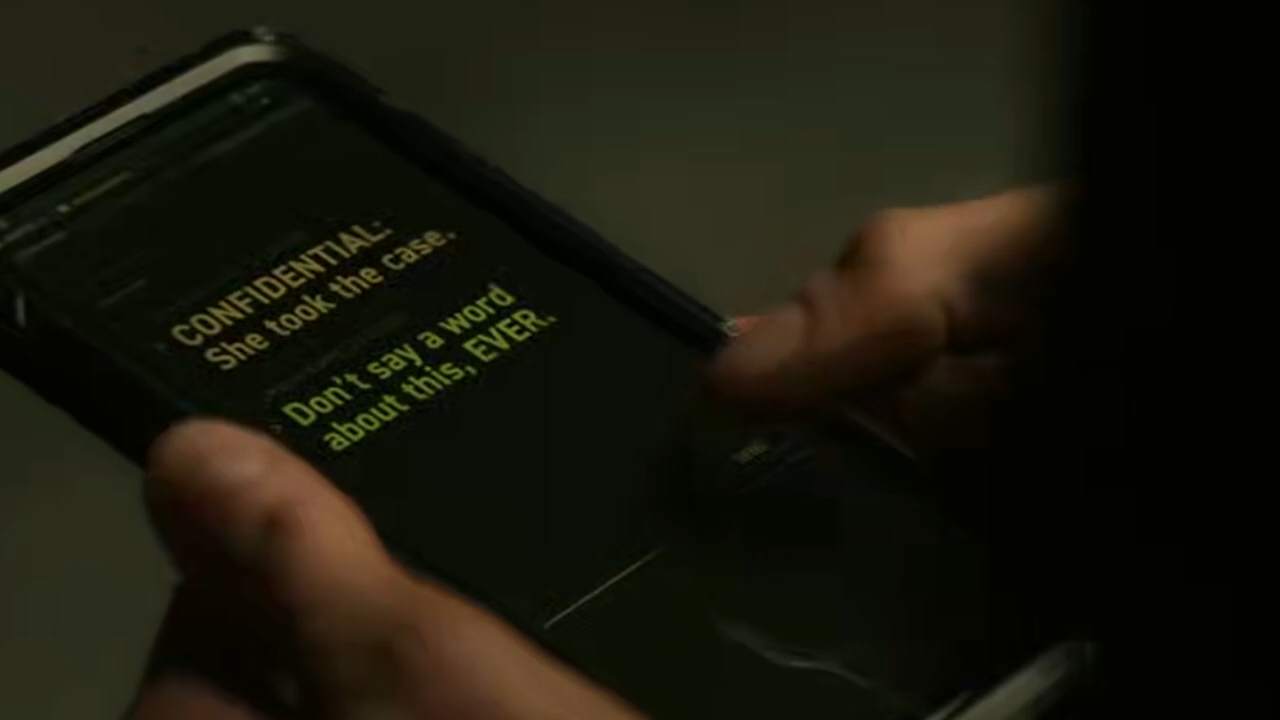 CONFIDENTIAL:
She took the case.
Don't say a word
about this, EVER.